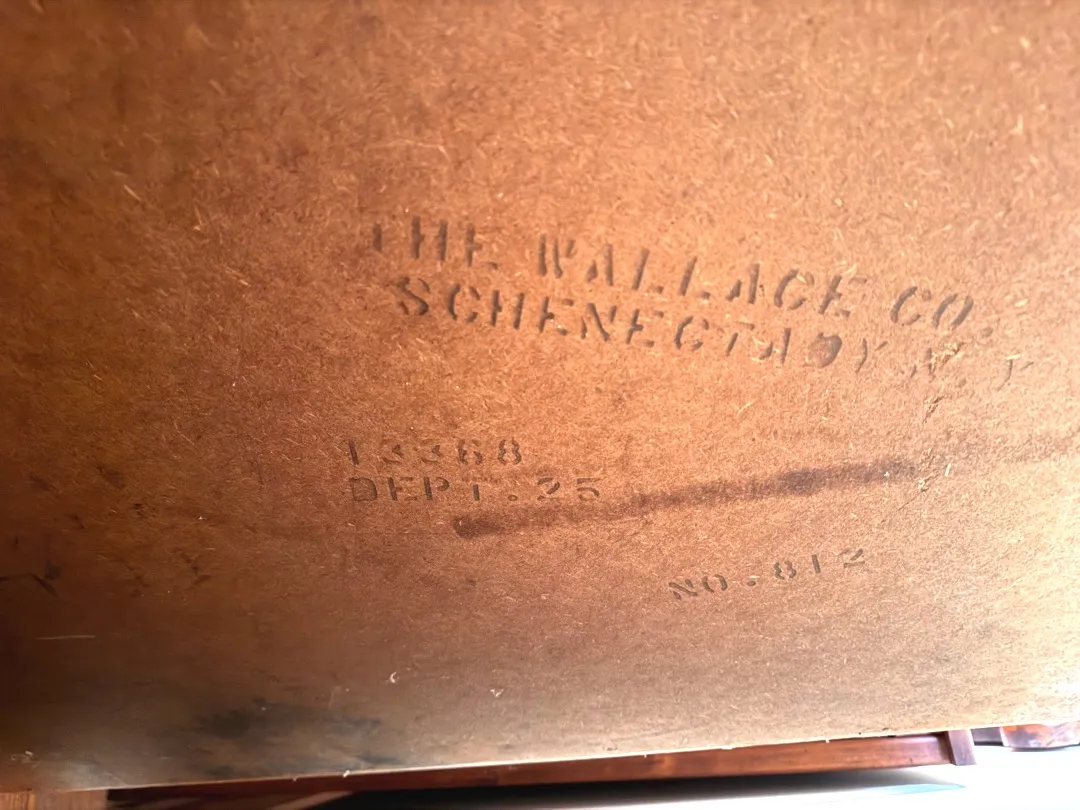 THE WALLACE CO.
SCHENECTADY N. Y
13368
DEPT. 25
NO. 812